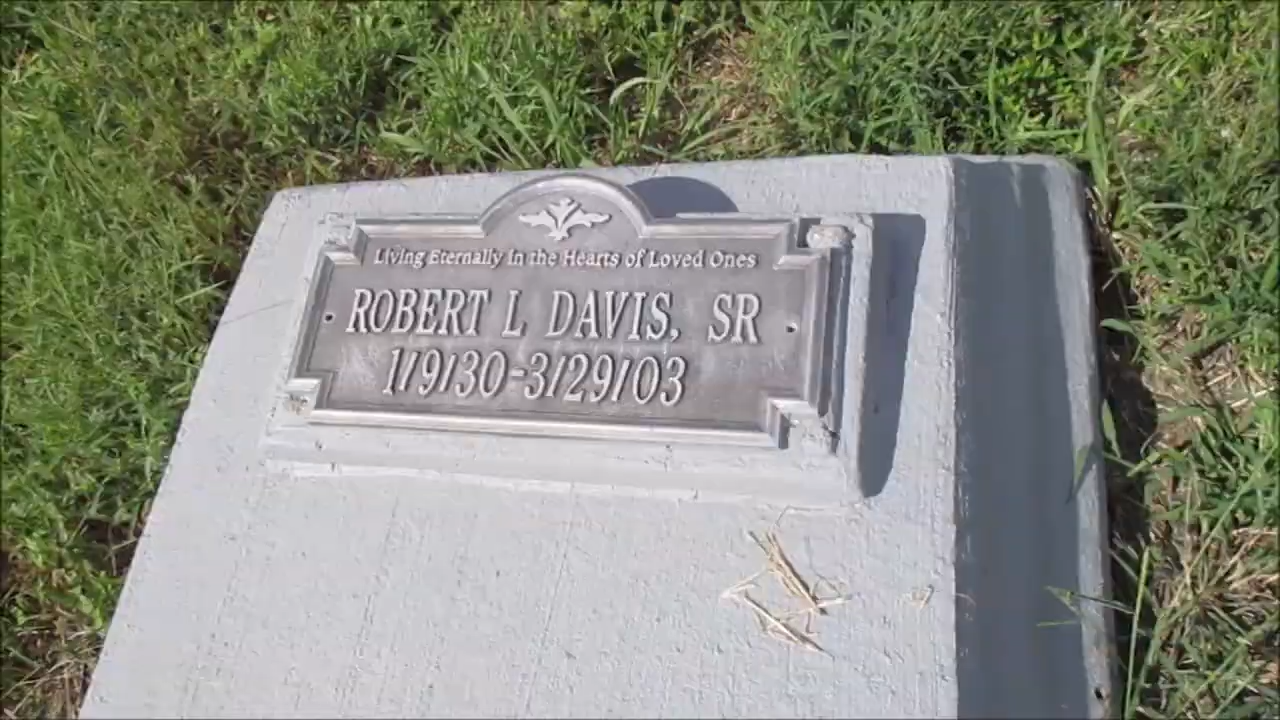 Living Eternally in the Hearts of Loved Ones
ROBERT L DAVIS, SR
1/9/30-3/29/03